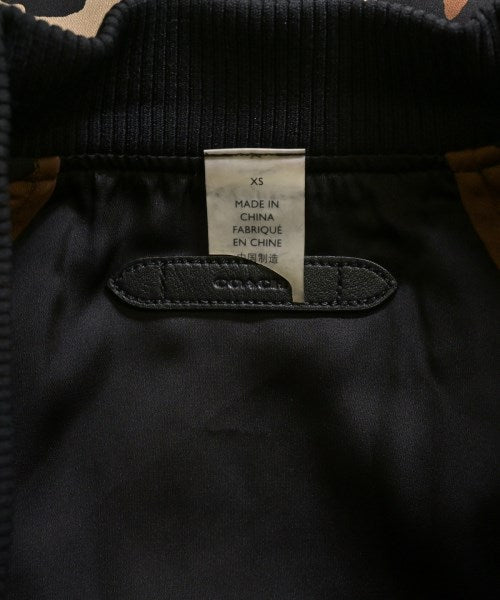 XS
MADE IN
CHINA
FABRIQUÉ
EN CHINE
中国制造
COACH